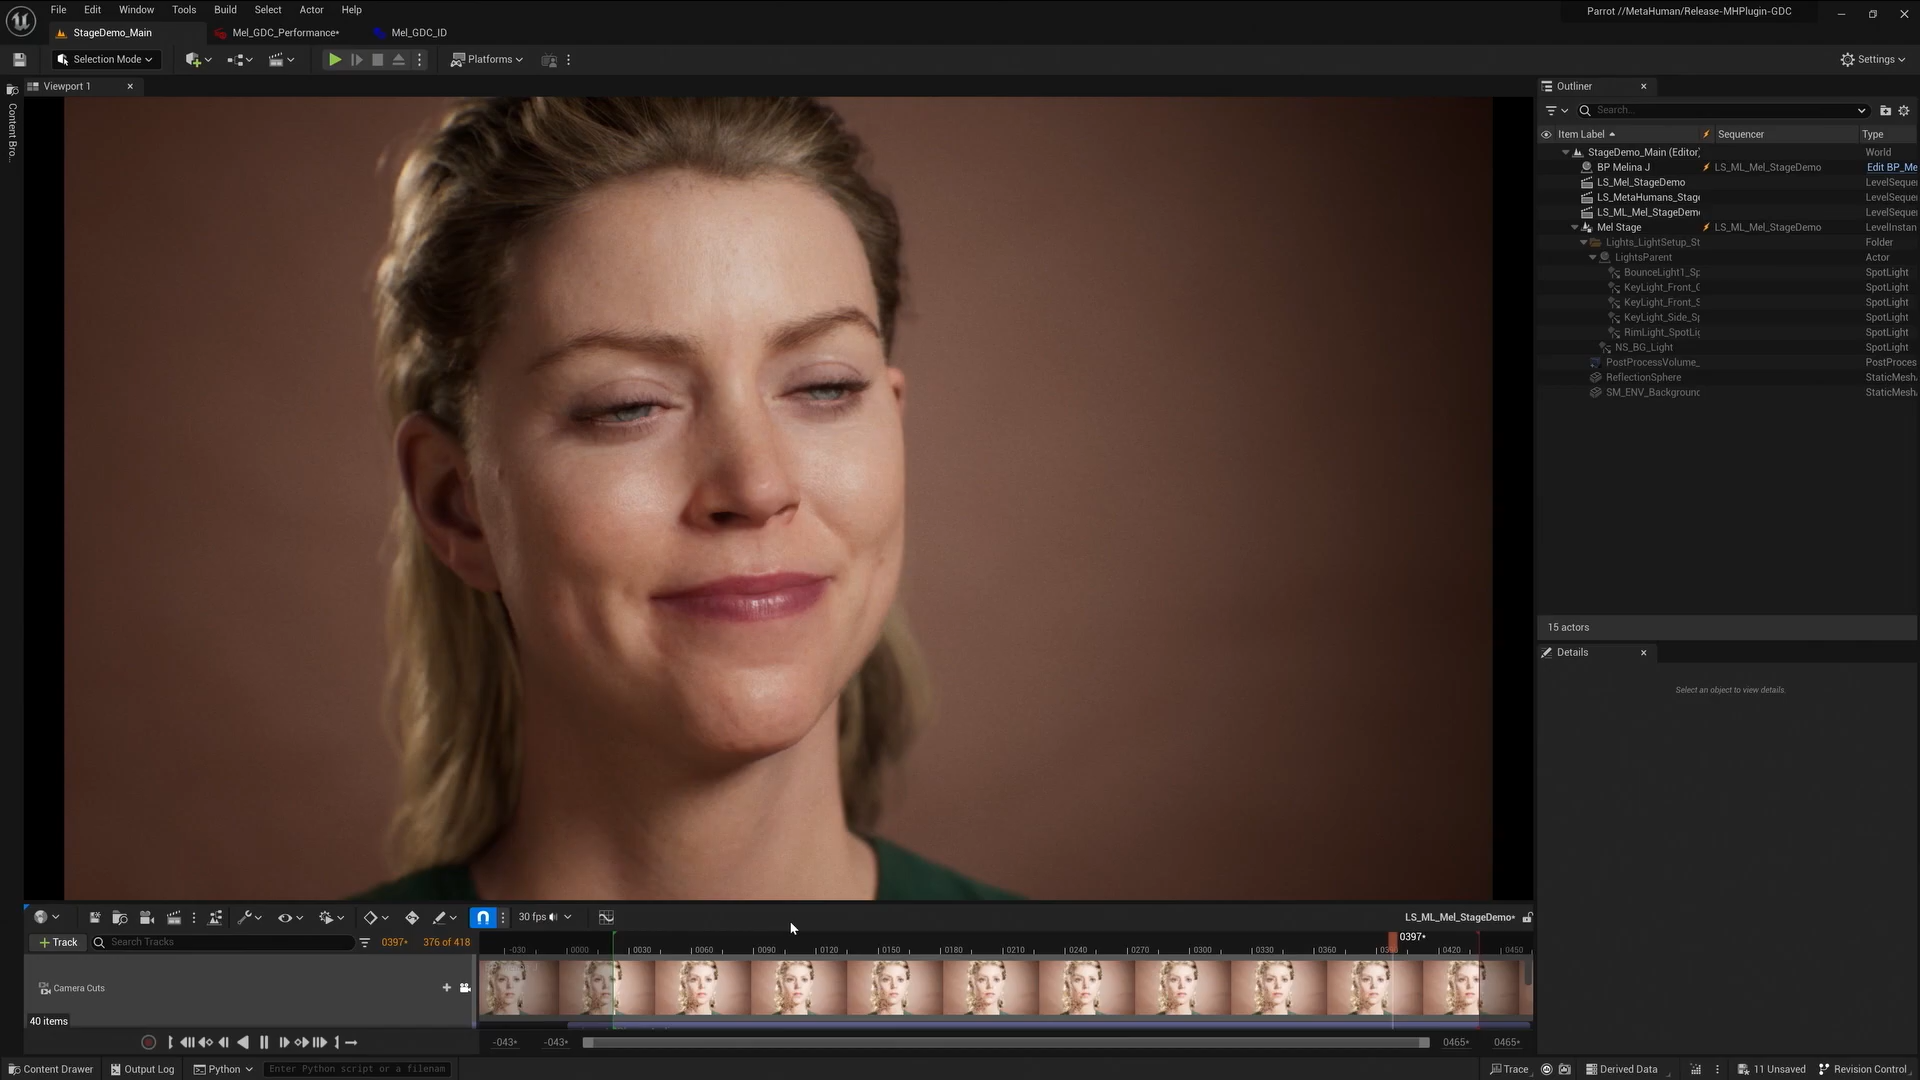 File Edit Window Tools Build Select Actor Help
Parrot //MetaHuman/Release-MHPlugin-GDC
StageDemo_Main
Mel_GDC_Performance*
Mel_GDC_ID
Selection Mode
Platforms
Settings
Viewport 1
Content Bro...
Outliner
Search...
Item Label
Sequencer
Type
StageDemo_Main (Editor) World
BP Melina J LS_ML_Mel_StageDemo Edit BP_Me
LS_Mel_StageDemo LevelSeque
LS_MetaHumans_Stag LevelSeque
LS_ML_Mel_StageDem LevelSeque
Mel Stage LS_ML_Mel_StageDemo LevelInstan
Lights_LightSetup_St Folder
LightsParent Actor
BounceLight1_Sp SpotLight
KeyLight_Front_ SpotLight
KeyLight_Front_S SpotLight
KeyLight_Side_Sp SpotLight
RimLight_SpotLi SpotLight
NS_BG_Light SpotLight
PostProcessVolume_ PostProces
ReflectionSphere StaticMesh
SM_ENV_Background StaticMesh
15 actors
Details
Select an object to view details.
30 fps
LS_ML_Mel_StageDemo*
+ Track
Search Tracks
0397*
376 of 418
-030 0000 0030 0060 0090 0120 0150 0180 0210 0240 0270 0300 0330 0360 0420 0450
0397*
Camera Cuts
40 items
-043* -043* 0465* 0465*
Content Drawer
Output Log
Python
Enter Python script or a filenam
Trace
Derived Data
11 Unsaved
Revision Control